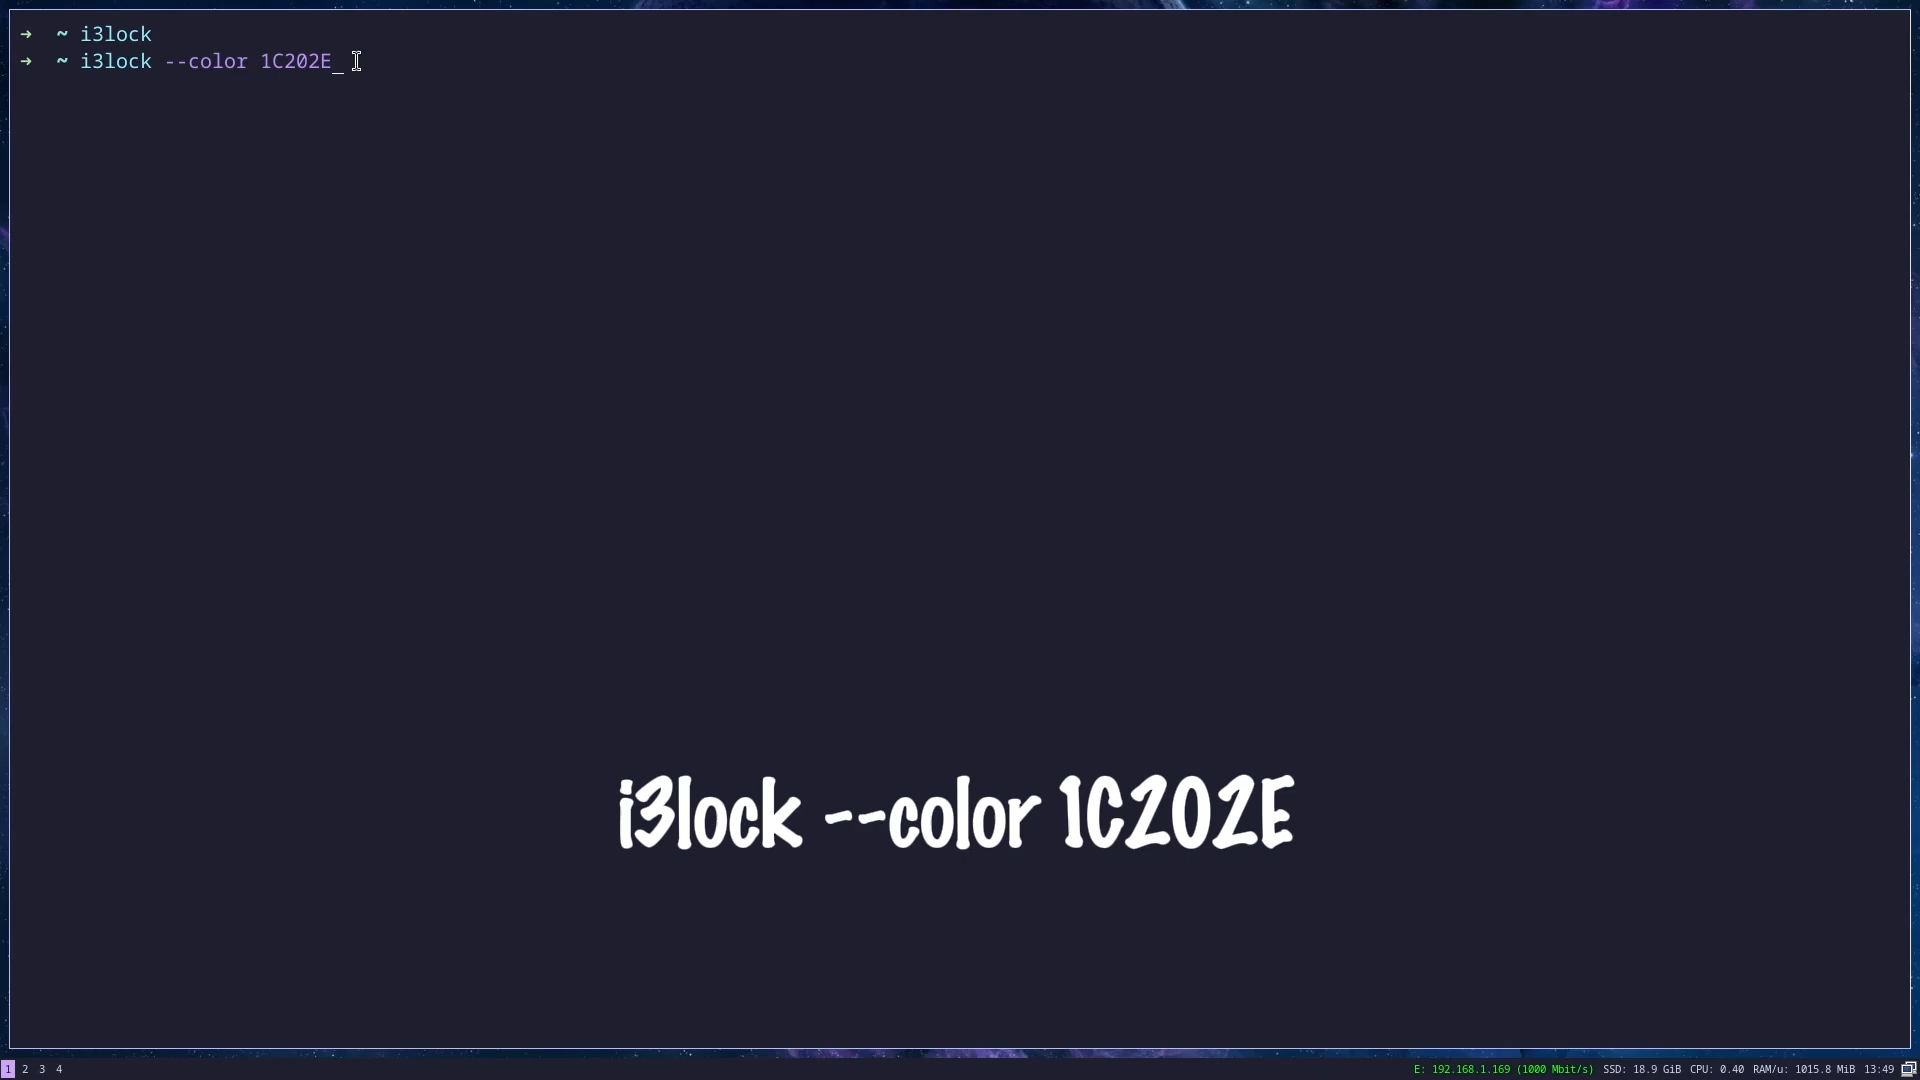 → ~ i3lock
→ ~ i3lock --color 1C202E_
i3lock --color 1C202E
1 2 3 4 E: 192.168.1.169 (1000 Mbit/s) SSD: 18.9 GiB CPU: 0.40 RAM/u: 1015.8 MiB 13:49